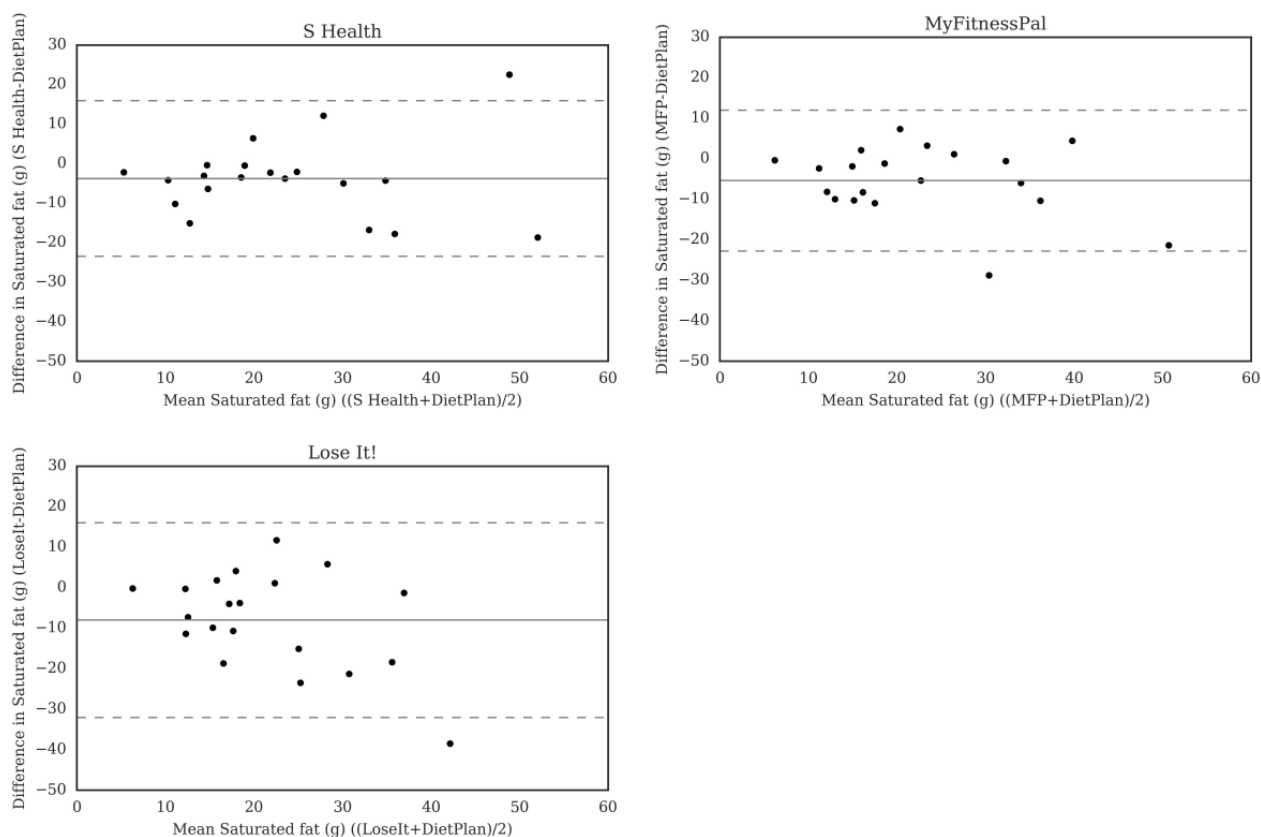 S Health
Difference in Saturated fat (g) (S Health-DietPlan)
30
20
10
0
−10
−20
−30
−40
−50
0 10 20 30 40 50 60
Mean Saturated fat (g) ((S Health+DietPlan)/2)
MyFitnessPal
Difference in Saturated fat (g) (MFP-DietPlan)
30
20
10
0
−10
−20
−30
−40
−50
0 10 20 30 40 50 60
Mean Saturated fat (g) ((MFP+DietPlan)/2)
Lose It!
Difference in Saturated fat (g) (LoseIt-DietPlan)
30
20
10
0
−10
−20
−30
−40
−50
0 10 20 30 40 50 60
Mean Saturated fat (g) ((LoseIt+DietPlan)/2)